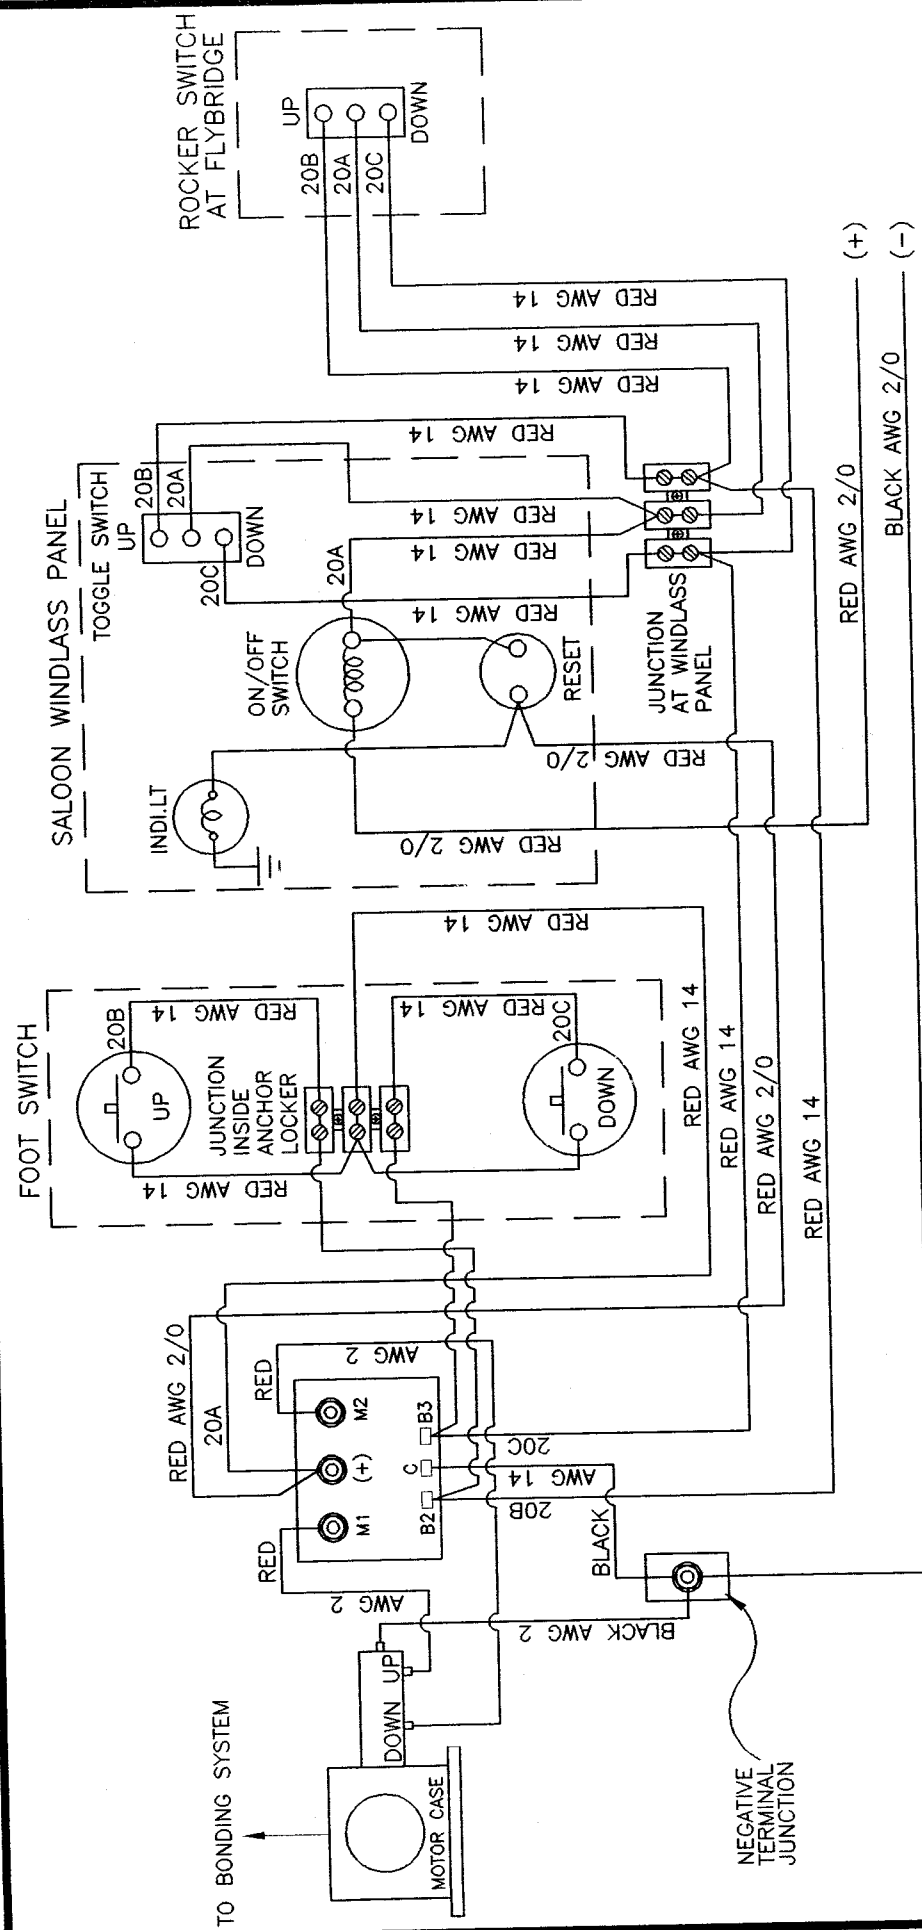 ROCKER SWITCH
AT FLYBRIDGE
UP
20B
20A
20C
DOWN
RED AWG 14
RED AWG 14
RED AWG 14
(+)
(-)
RED AWG 2/0
BLACK AWG 2/0
SALOON WINDLASS PANEL
TOGGLE SWITCH
UP
20B
20A
20C
DOWN
RED AWG 14
RED AWG 14
20A
RED AWG 14
RED AWG 14
ON/OFF
SWITCH
RESET
INDI.LT
RED AWG 2/0
RED AWG 2/0
JUNCTION
AT WINDLASS
PANEL
FOOT SWITCH
20B
RED AWG 14
UP
RED AWG 14
JUNCTION
INSIDE
ANCHOR
LOCKER
RED AWG 14
20C
DOWN
RED AWG 14
RED AWG 14
RED AWG 14
RED AWG 2/0
RED AWG 14
RED AWG 2/0
20A
RED
AWG 2
M2
(+)
M1
B3
C
B2
20C
AWG 14
20B
BLACK
RED
AWG 2
BLACK AWG 2
UP
DOWN
MOTOR CASE
TO BONDING SYSTEM
NEGATIVE
TERMINAL
JUNCTION